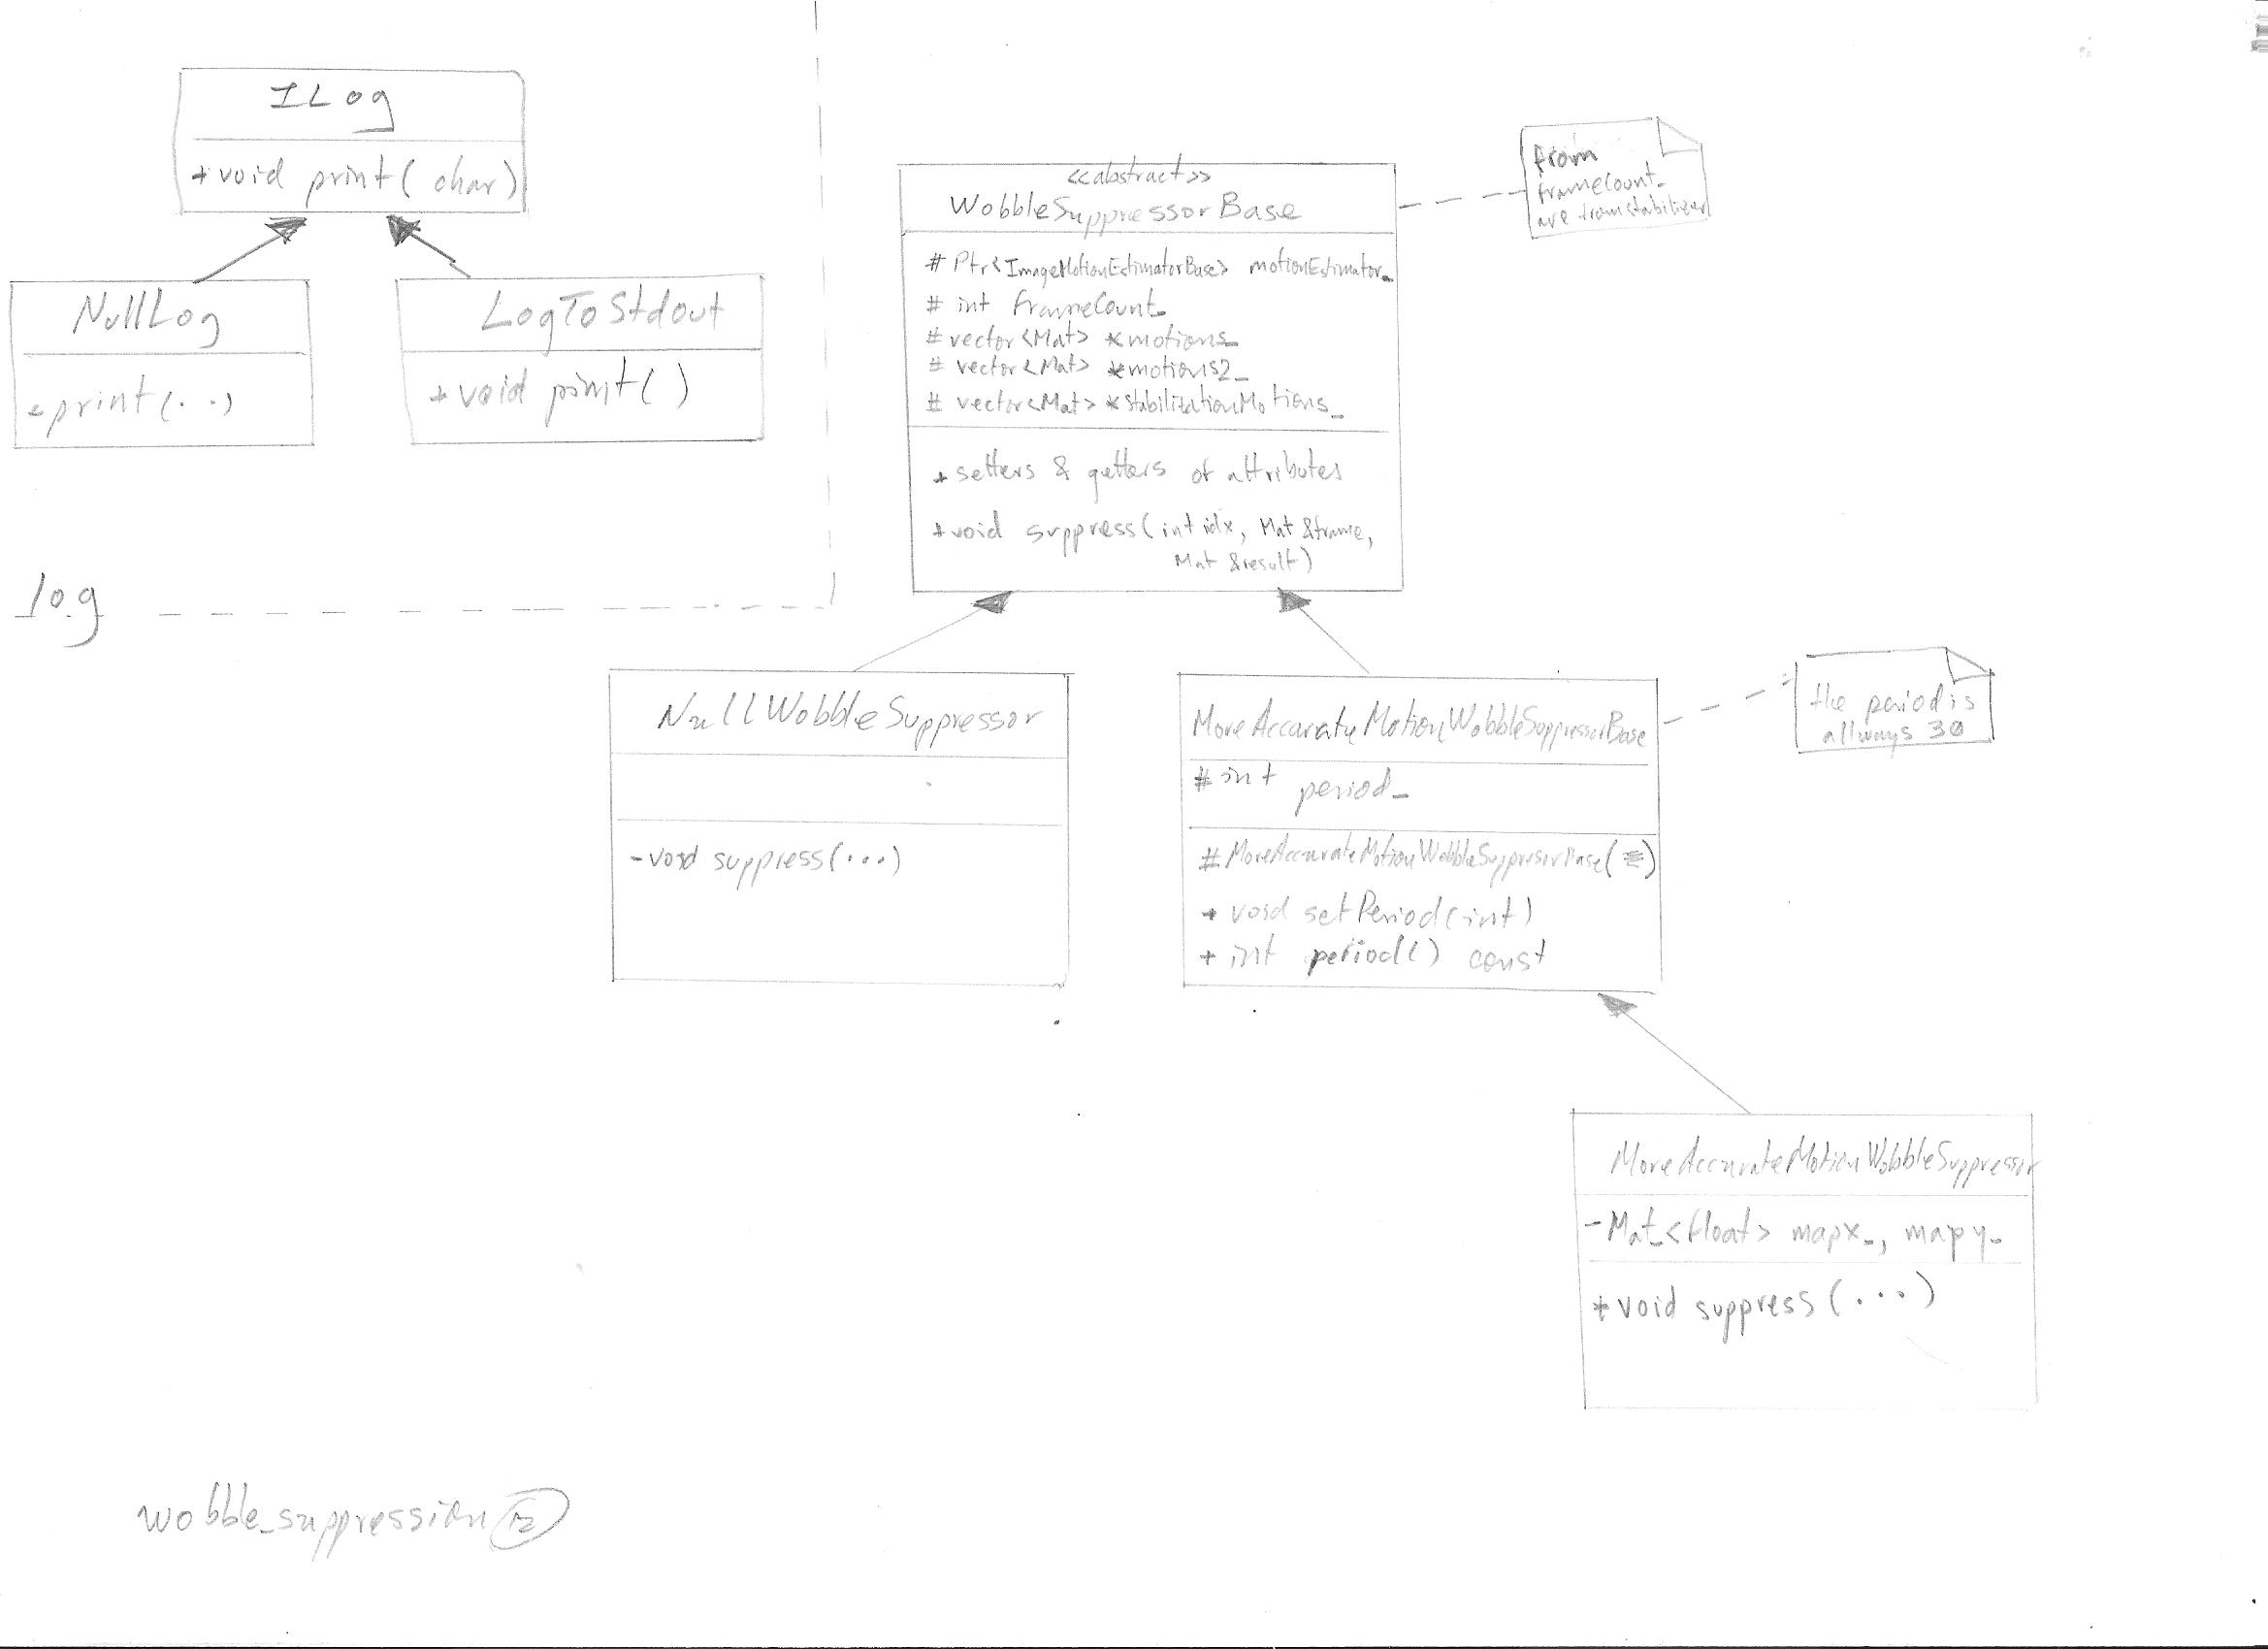 ILog
+void print(char)
NullLog
+print(..)
LogToStdout
+void print()
log
<<abstract>>
WobbleSuppressorBase
# Ptr<ImageMotionEstimatorBase> motionEstimator_
# int frameCount_
# vector<Mat> *motions_
# vector<Mat> *motions2_
# vector<Mat> *stabilizationMotions_
+setters & getters of attributes
+void suppress(int idx, Mat &frame,
Mat &result)
from
frameCount_
are from stabilizer
NullWobbleSuppressor
-void suppress(...)
MoreAccurateMotionWobbleSuppressorBase
# int period_
#MoreAccurateMotionWobbleSuppresorBase( )
+ void setPeriod(int)
+ int period() const
the period is
allways 30
MoreAccurateMotionWobbleSuppressor
-Mat_<float> mapx_, mapy_
+void suppress(...)
wobble_suppression